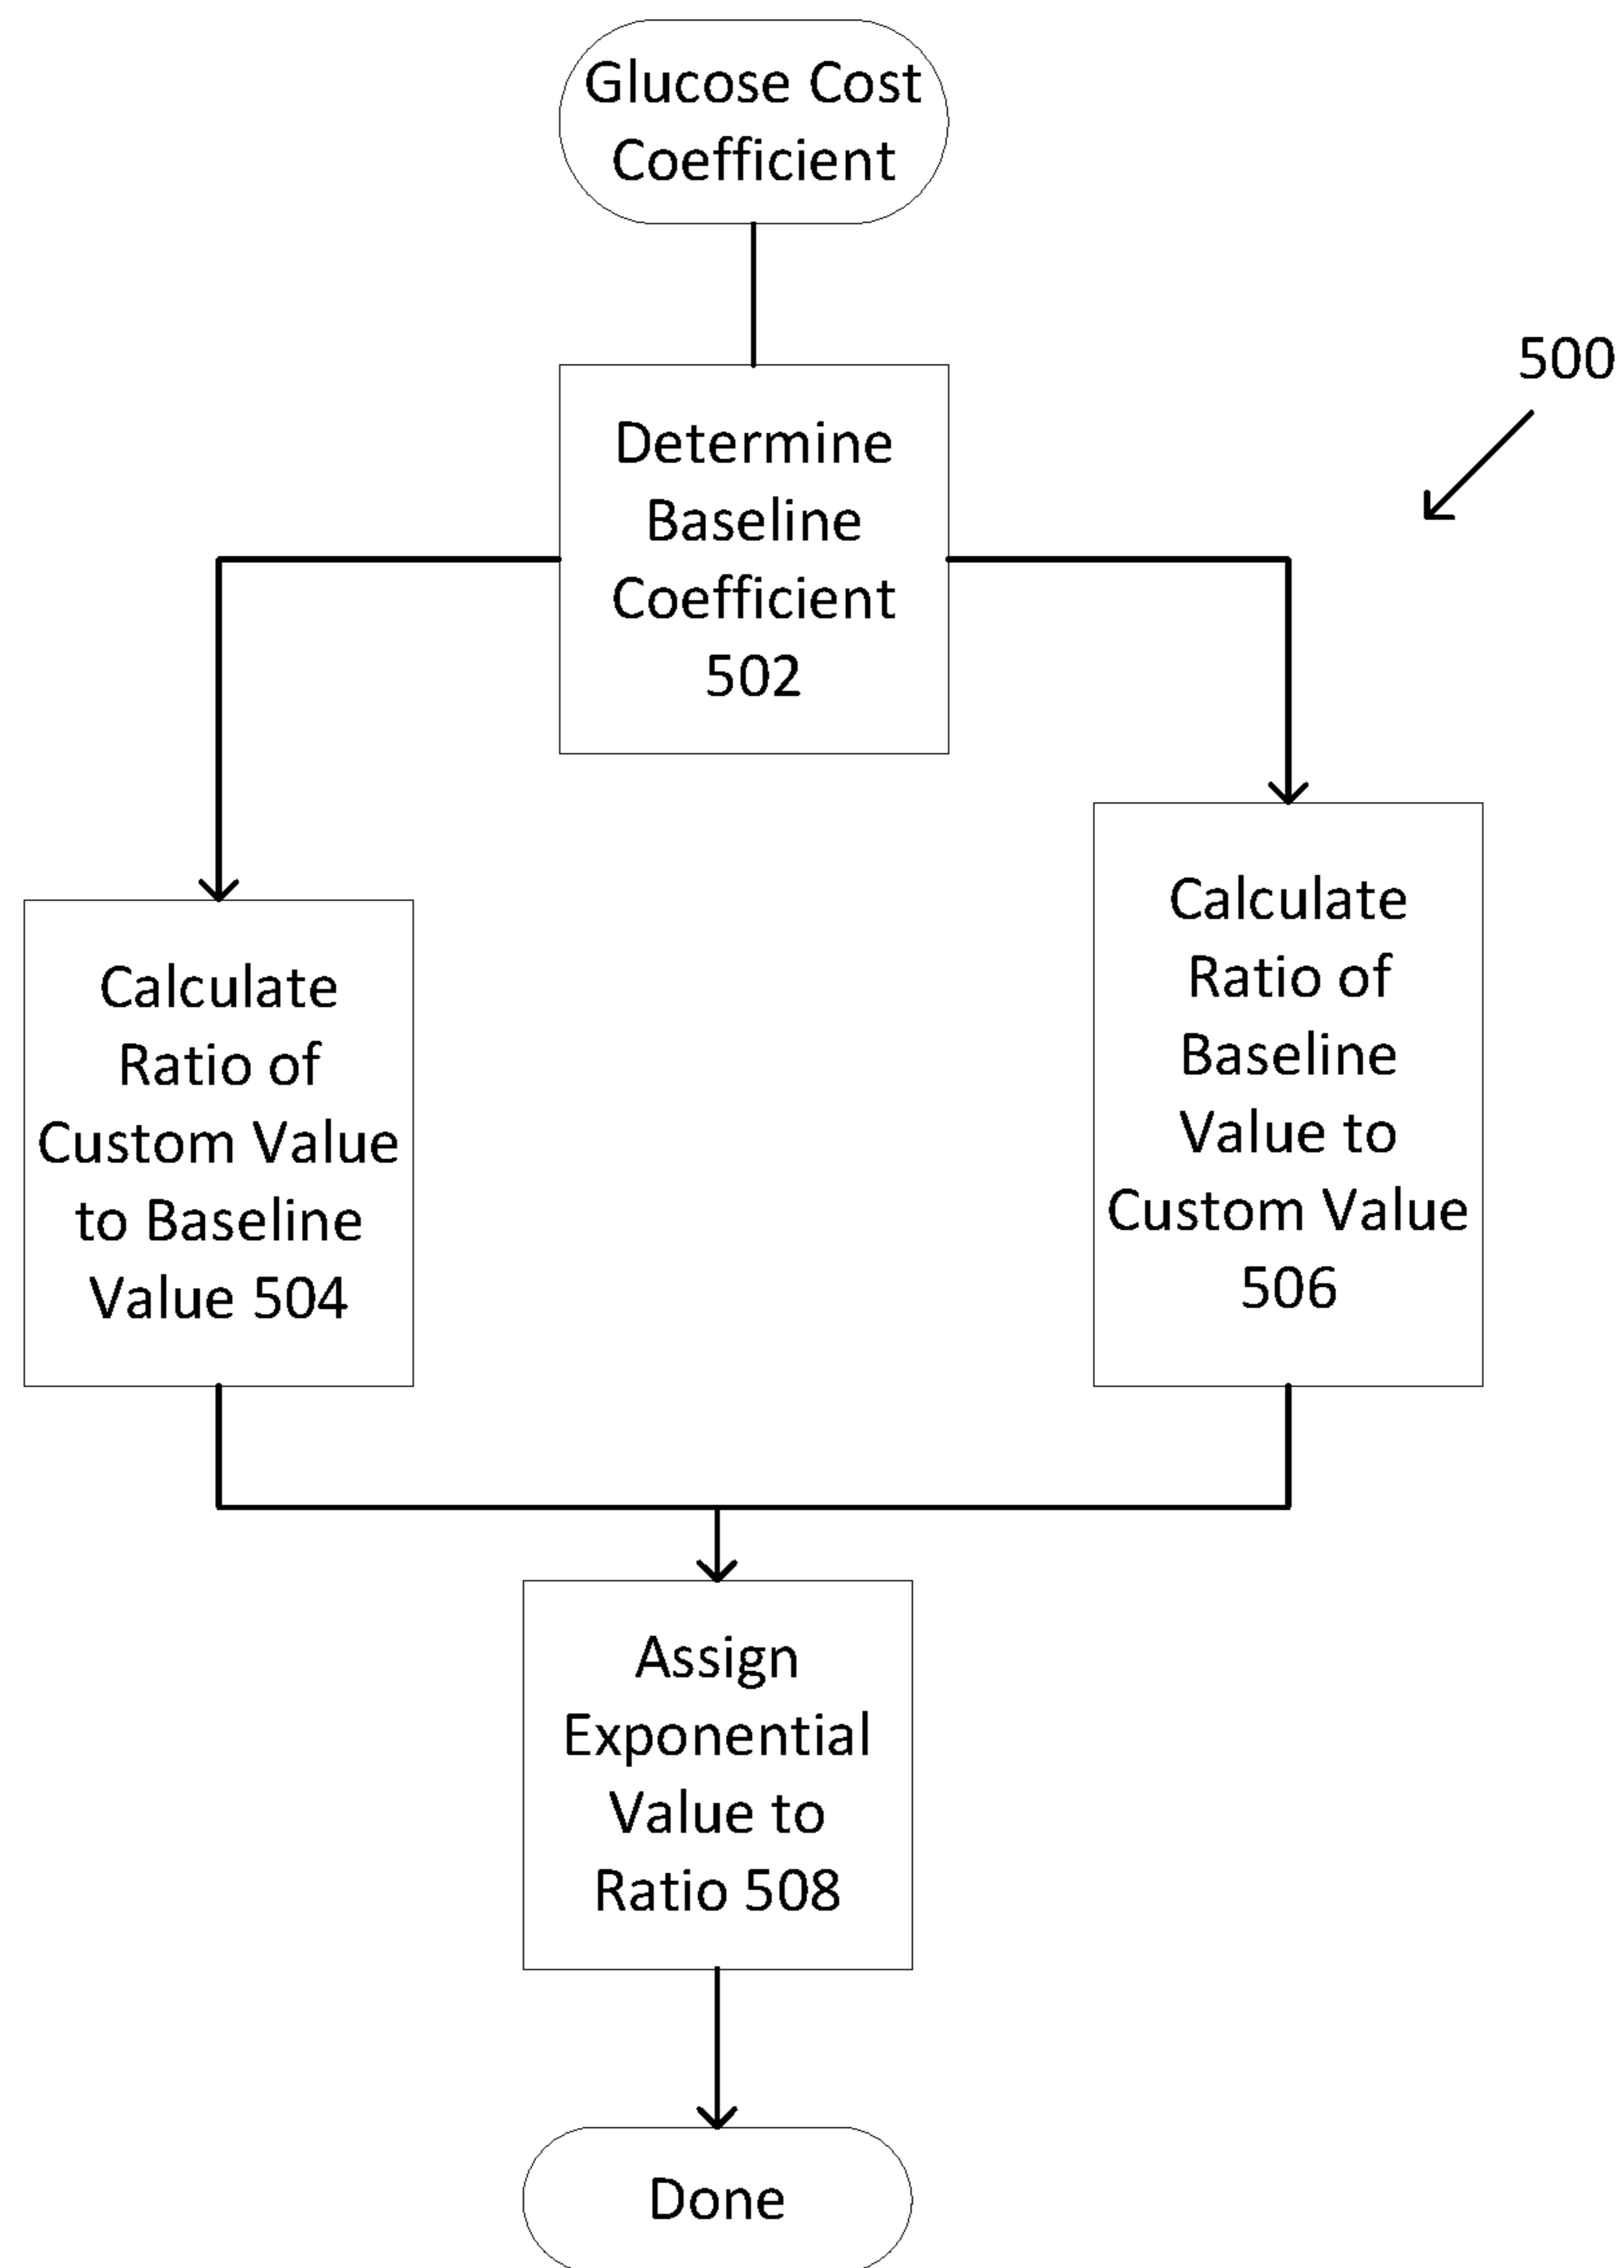 Glucose Cost
Coefficient
500
Determine
Baseline
Coefficient
502
Calculate
Ratio of
Custom Value
to Baseline
Value 504
Calculate
Ratio of
Baseline
Value to
Custom Value
506
Assign
Exponential
Value to
Ratio 508
Done